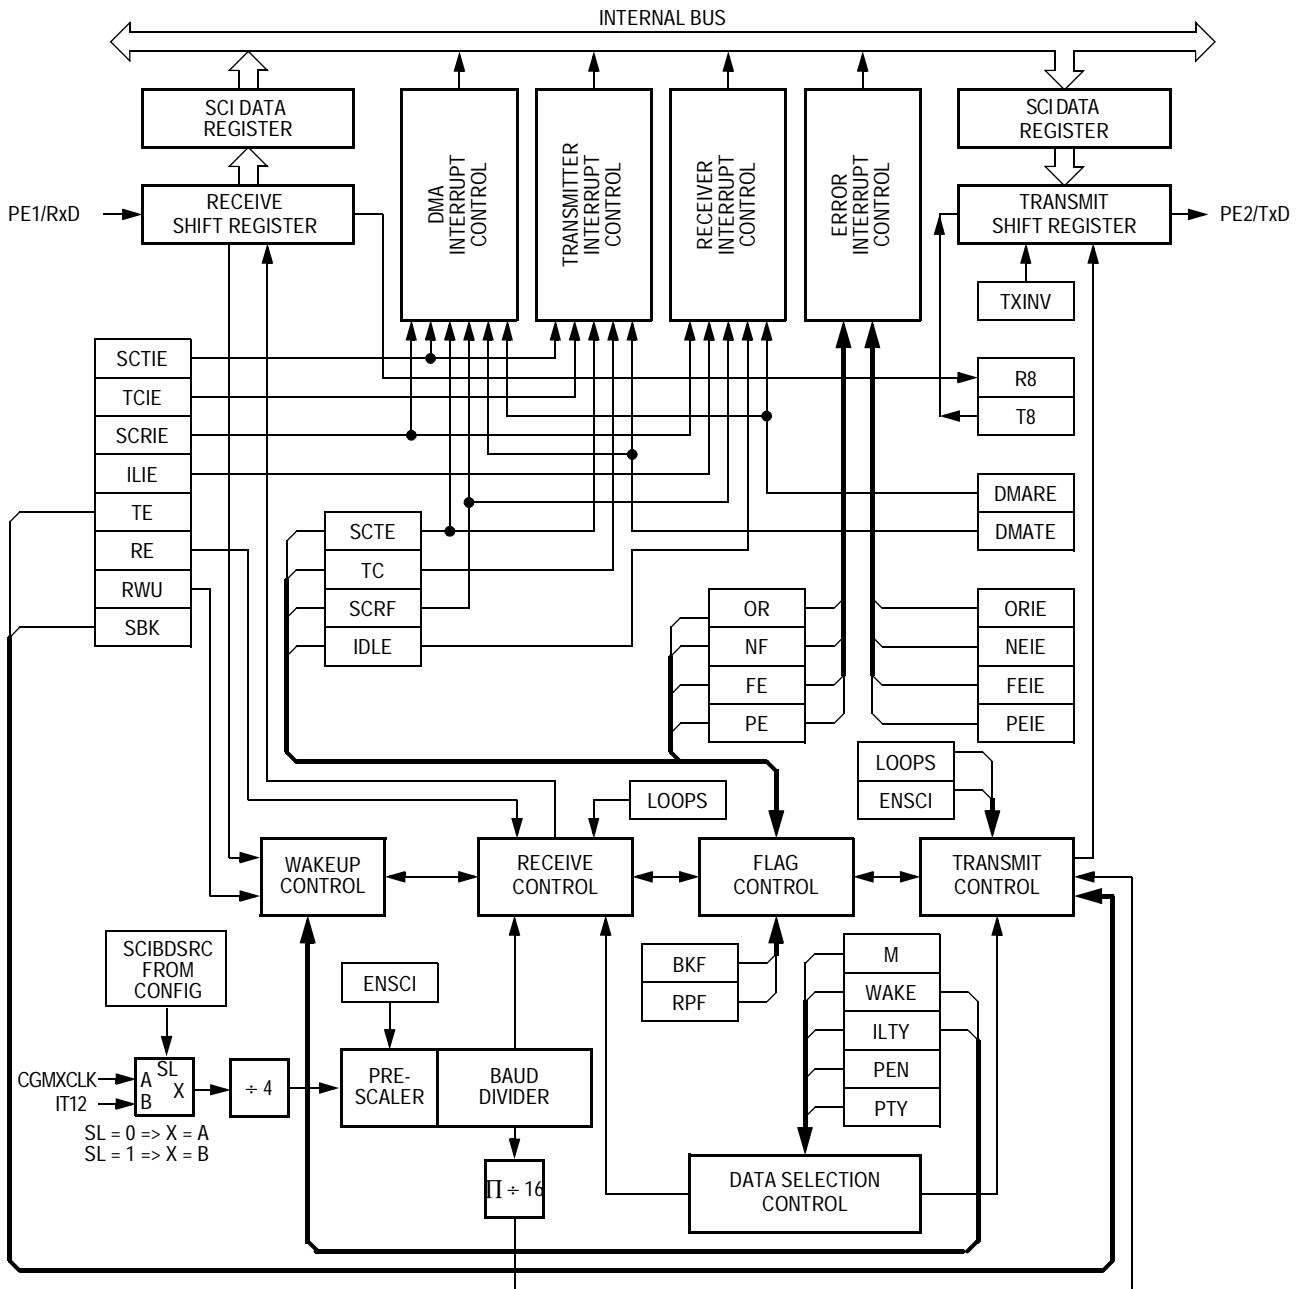 INTERNAL BUS
SCI DATA
REGISTER
DMA
INTERRUPT
CONTROL
TRANSMITTER
INTERRUPT
CONTROL
RECEIVER
INTERRUPT
CONTROL
ERROR
INTERRUPT
CONTROL
SCI DATA
REGISTER
PE1/RxD
RECEIVE
SHIFT REGISTER
TRANSMIT
SHIFT REGISTER
PE2/TxD
TXINV
SCTIE
TCIE
SCRIE
ILIE
TE
RE
RWU
SBK
R8
T8
DMARE
DMATE
SCTE
TC
SCRF
IDLE
OR
NF
FE
PE
ORIE
NEIE
FEIE
PEIE
LOOPS
ENSCI
LOOPS
WAKEUP
CONTROL
RECEIVE
CONTROL
FLAG
CONTROL
TRANSMIT
CONTROL
SCIBDSRC
FROM
CONFIG
ENSCI
BKF
RPF
M
WAKE
ILTY
PEN
PTY
CGMXCLK
IT12
SL
A
X
B
÷ 4
PRE-
SCALER
BAUD
DIVIDER
SL = 0 => X = A
SL = 1 => X = B
∏ ÷ 16
DATA SELECTION
CONTROL